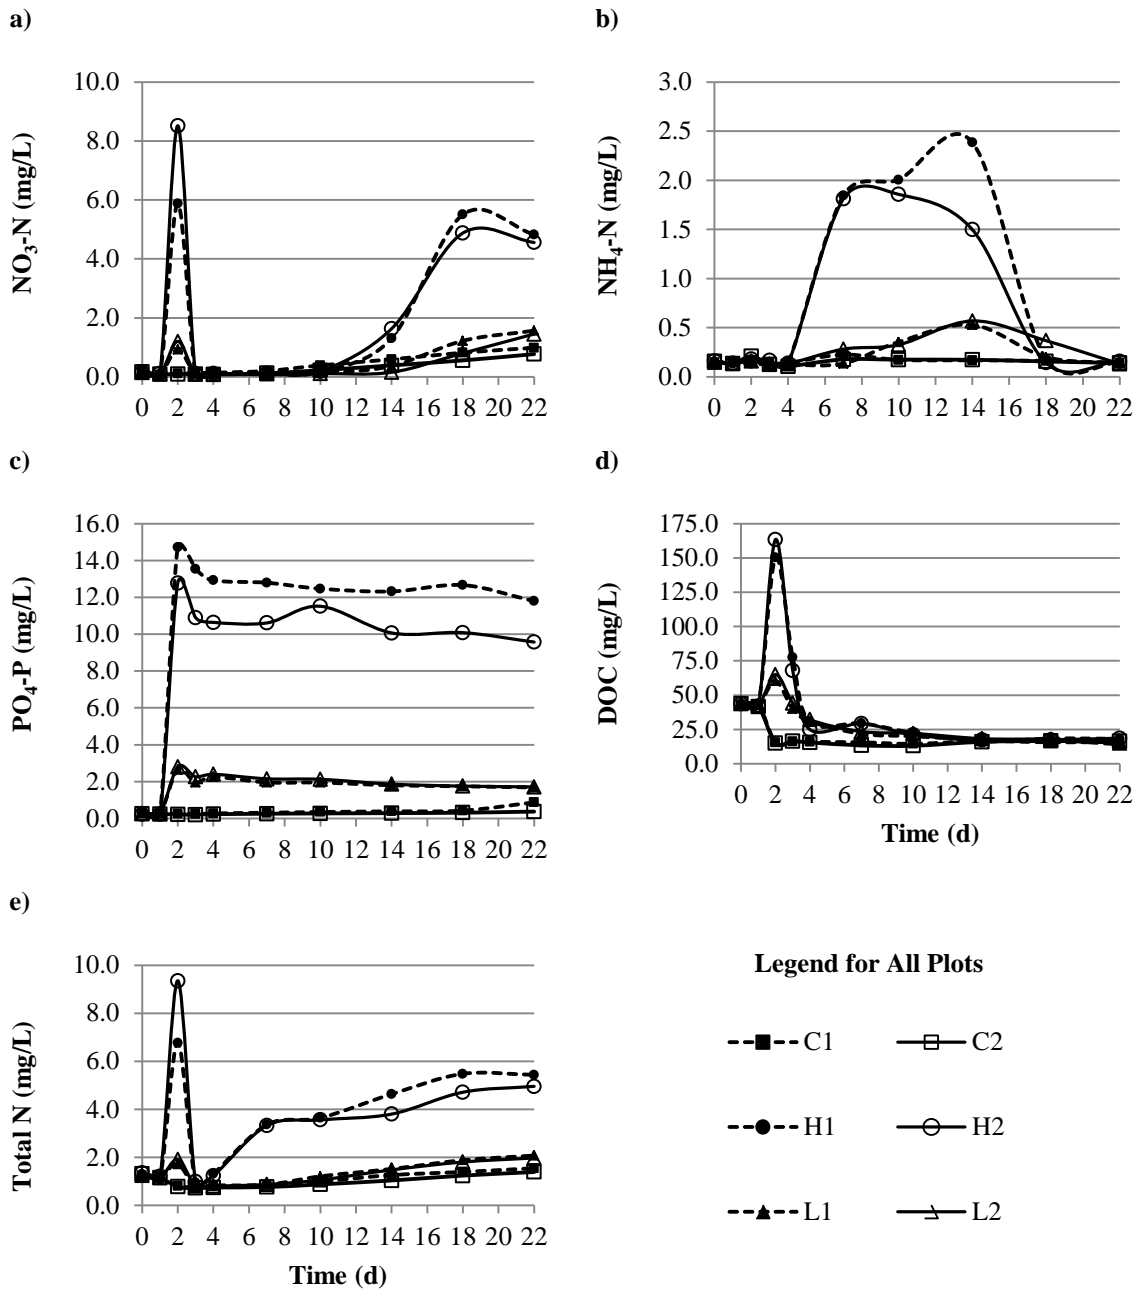 a)
NO3-N (mg/L)
10.0
8.0
6.0
4.0
2.0
0.0
0 2 4 6 8 10 12 14 16 18 20 22
b)
NH4-N (mg/L)
3.0
2.5
2.0
1.5
1.0
0.5
0.0
0 2 4 6 8 10 12 14 16 18 20 22
c)
PO4-P (mg/L)
16.0
14.0
12.0
10.0
8.0
6.0
4.0
2.0
0.0
0 2 4 6 8 10 12 14 16 18 20 22
d)
DOC (mg/L)
175.0
150.0
125.0
100.0
75.0
50.0
25.0
0.0
0 2 4 6 8 10 12 14 16 18 20 22
Time (d)
e)
Total N (mg/L)
10.0
8.0
6.0
4.0
2.0
0.0
0 2 4 6 8 10 12 14 16 18 20 22
Time (d)
Legend for All Plots
C1 C2
H1 H2
L1 L2